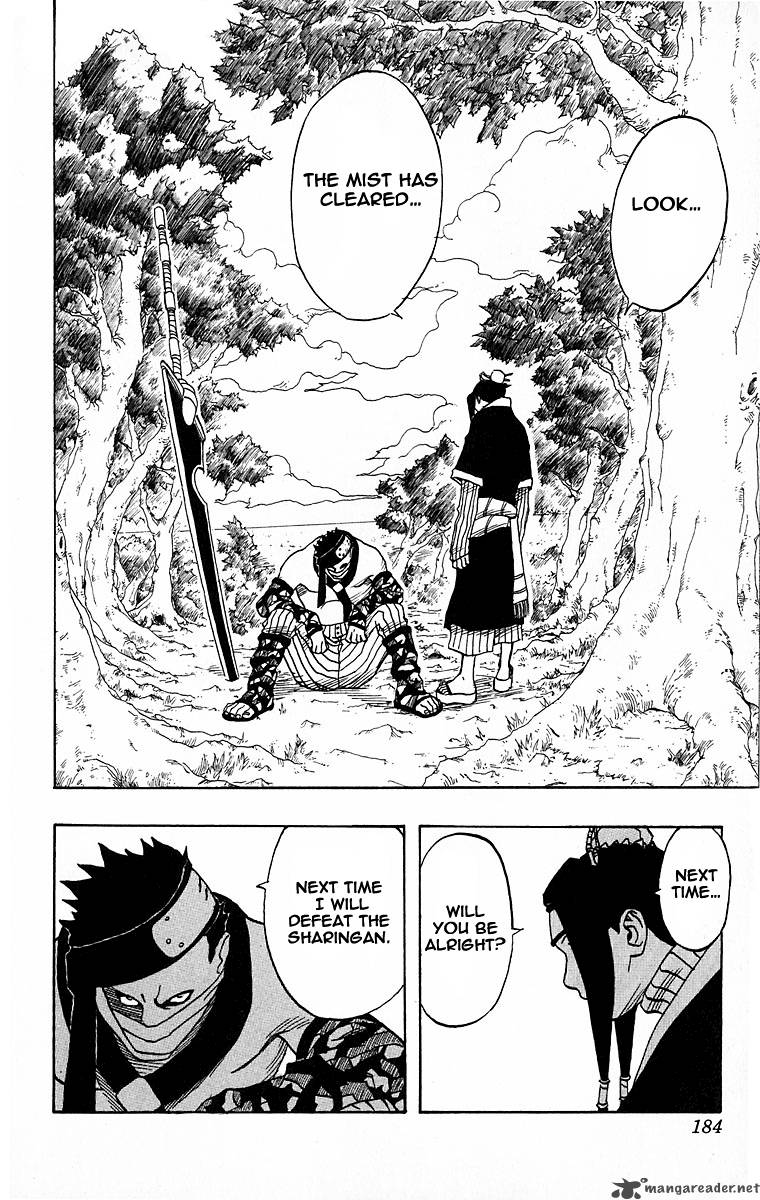 LOOK...
THE MIST HAS
CLEARED...
NEXT
TIME...
WILL
YOU BE
ALRIGHT?
NEXT TIME
I WILL
DEFEAT THE
SHARINGAN.
184
mangareader.net